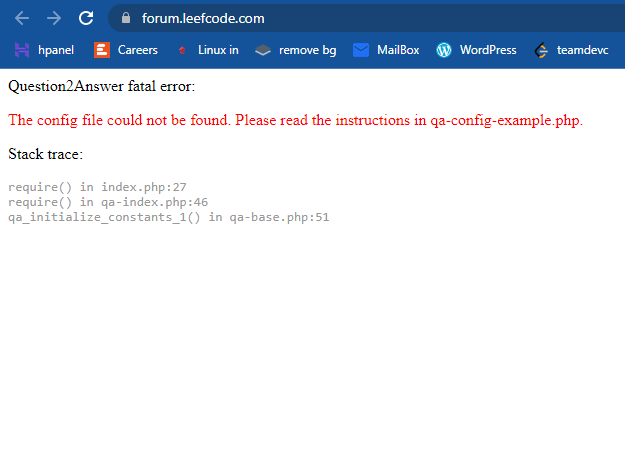 forum.leefcode.com
hpanel Careers Linux in remove bg MailBox WordPress teamdevc
Question2Answer fatal error:
The config file could not be found. Please read the instructions in qa-config-example.php.
Stack trace:
require() in index.php:27
require() in qa-index.php:46
qa_initialize_constants_1() in qa-base.php:51